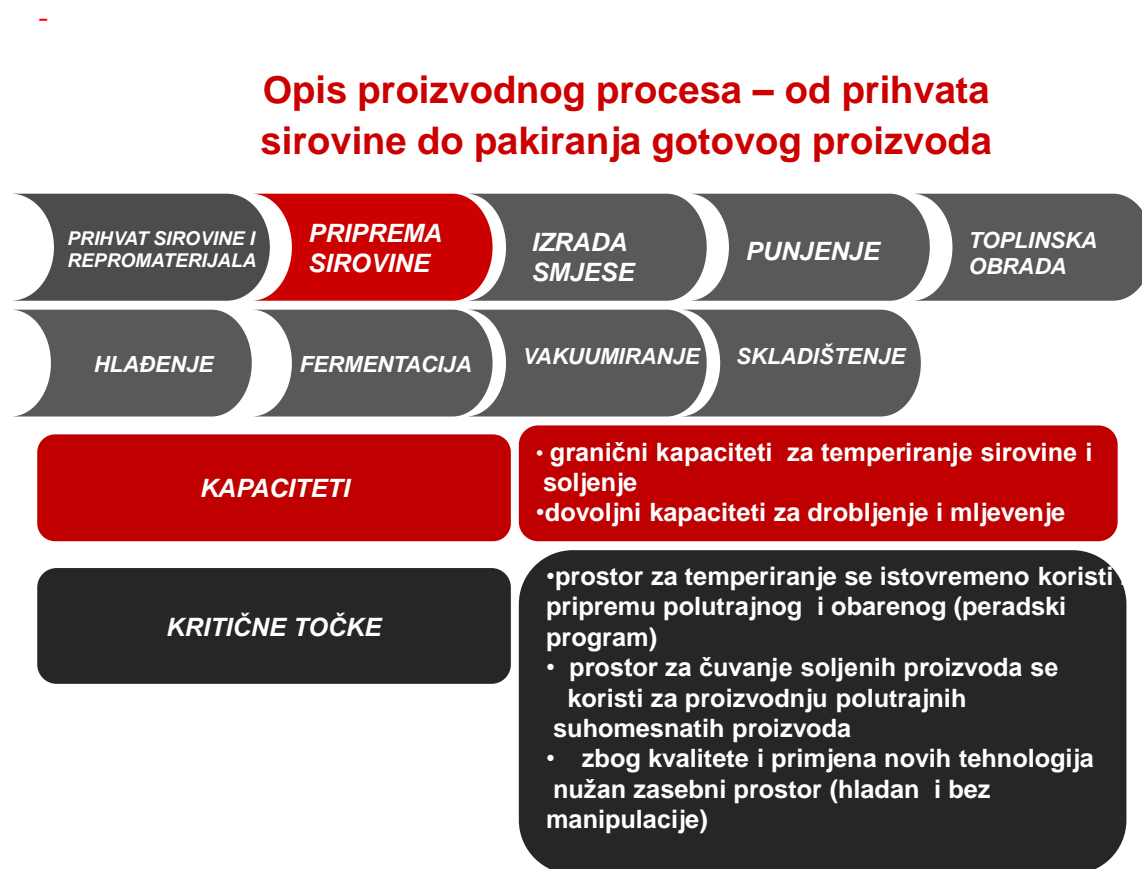 -
Opis proizvodnog procesa – od prihvata
sirovine do pakiranja gotovog proizvoda
PRIHVAT SIROVINE I
REPROMATERIJALA
PRIPREMA
SIROVINE
IZRADA
SMJESE
PUNJENJE
TOPLINSKA
OBRADA
HLAĐENJE
FERMENTACIJA
VAKUUMIRANJE
SKLADIŠTENJE
KAPACITETI
• granični kapaciteti za temperiranje sirovine i
soljenje
•dovoljni kapaciteti za drobljenje i mljevenje
KRITIČNE TOČKE
•prostor za temperiranje se istovremeno koristi
pripremu polutrajnog i obarenog (peradski
program)
• prostor za čuvanje soljenih proizvoda se
koristi za proizvodnju polutrajnih
suhomesnatih proizvoda
• zbog kvalitete i primjena novih tehnologija
nužan zasebni prostor (hladan i bez
manipulacije)